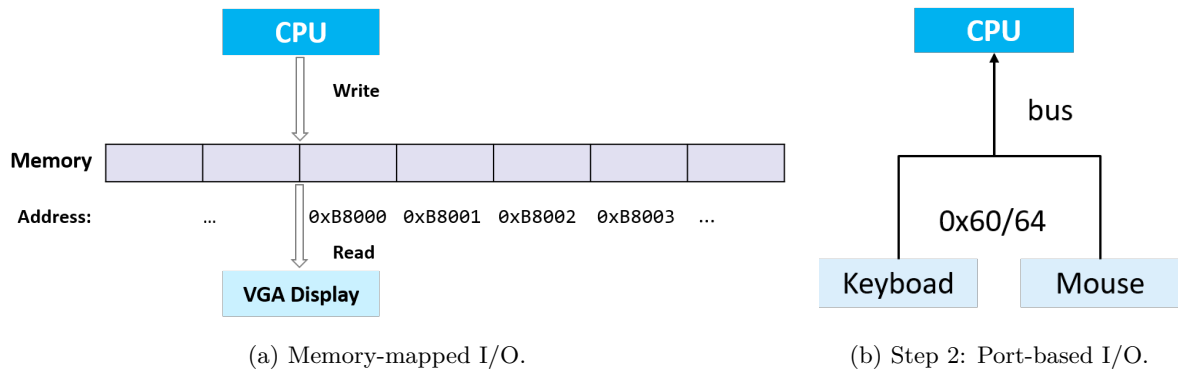 CPU
Write
Memory
Address: … 0xB8000 0xB8001 0xB8002 0xB8003 …
Read
VGA Display
(a) Memory-mapped I/O.
CPU
bus
0x60/64
Keyboad Mouse
(b) Step 2: Port-based I/O.